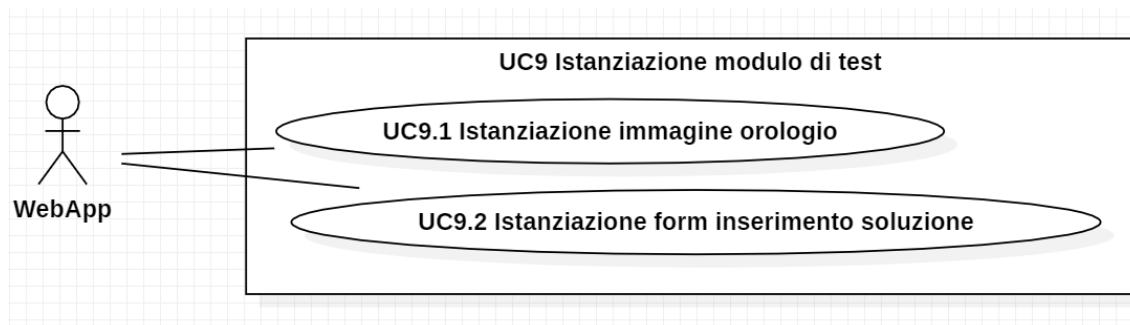 UC9 Istanziazione modulo di test
UC9.1 Istanziazione immagine orologio
WebApp
UC9.2 Istanziazione form inserimento soluzione